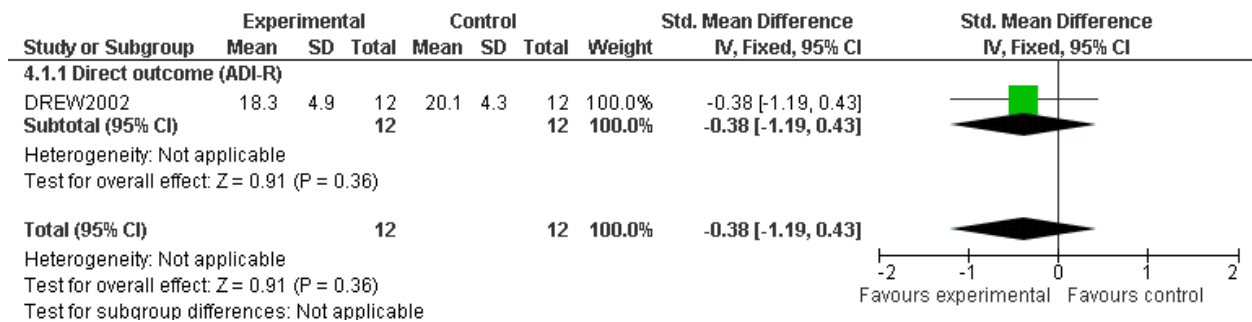 Experimental Control Std. Mean Difference Std. Mean Difference
Study or Subgroup Mean SD Total Mean SD Total Weight IV, Fixed, 95% CI IV, Fixed, 95% CI
4.1.1 Direct outcome (ADI-R)
DREW2002 18.3 4.9 12 20.1 4.3 12 100.0% -0.38 [-1.19, 0.43]
Subtotal (95% CI) 12 12 100.0% -0.38 [-1.19, 0.43]
Heterogeneity: Not applicable
Test for overall effect: Z = 0.91 (P = 0.36)
Total (95% CI) 12 12 100.0% -0.38 [-1.19, 0.43]
Heterogeneity: Not applicable
Test for overall effect: Z = 0.91 (P = 0.36)
Test for subgroup differences: Not applicable
-2 -1 0 1 2
Favours experimental Favours control